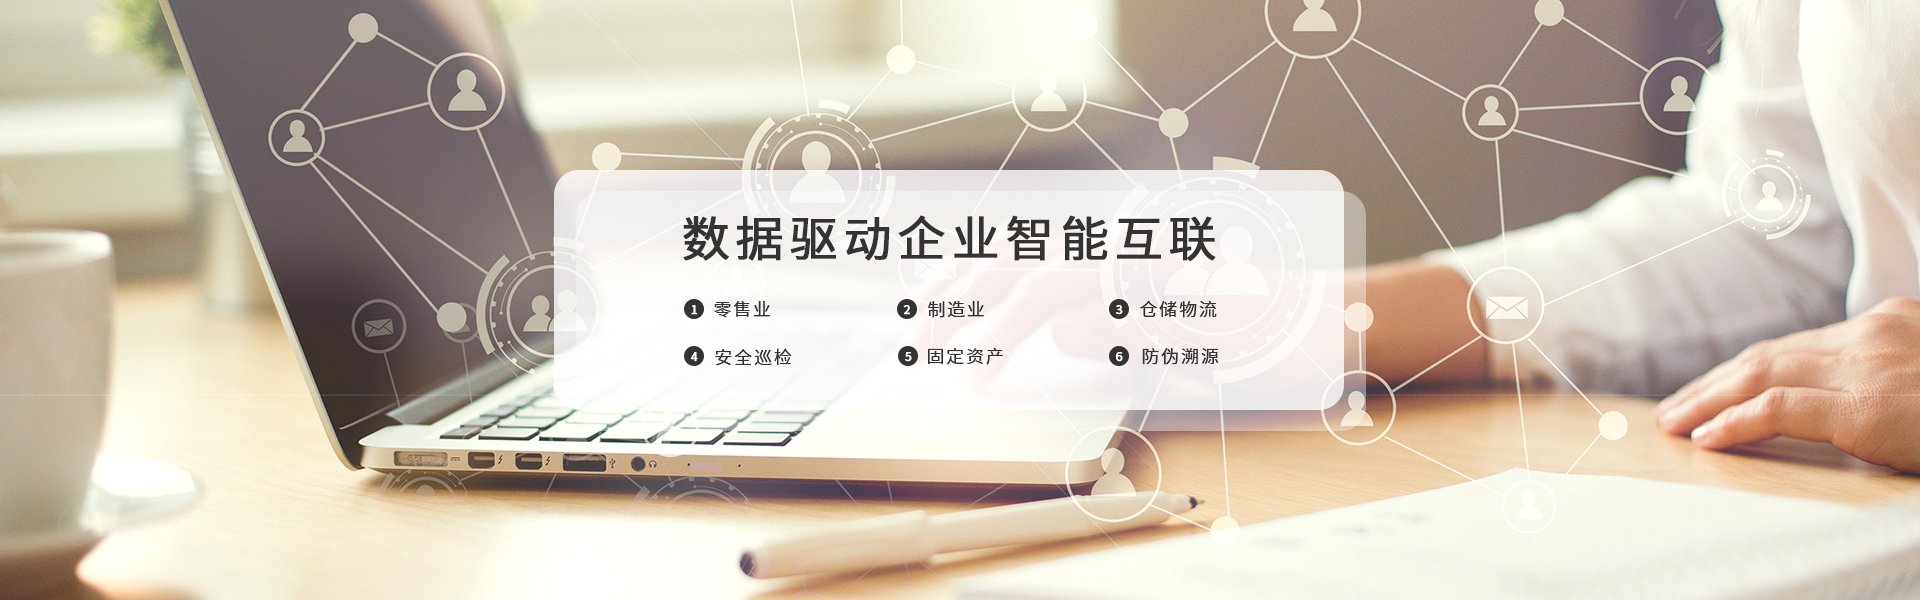 数据驱动企业智能互联
1 零售业 2 制造业 3 仓储物流
4 安全巡检 5 固定资产 6 防伪溯源